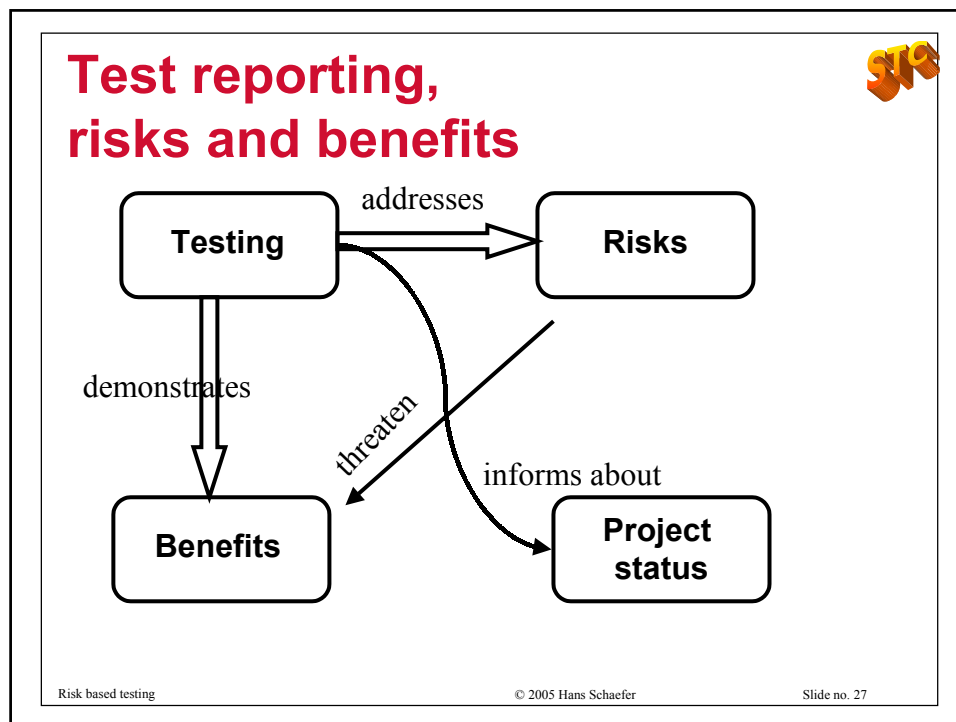 Test reporting,
risks and benefits
STC
addresses
Testing
Risks
demonstrates
threaten
informs about
Benefits
Project
status
Risk based testing
© 2005 Hans Schaefer
Slide no. 27